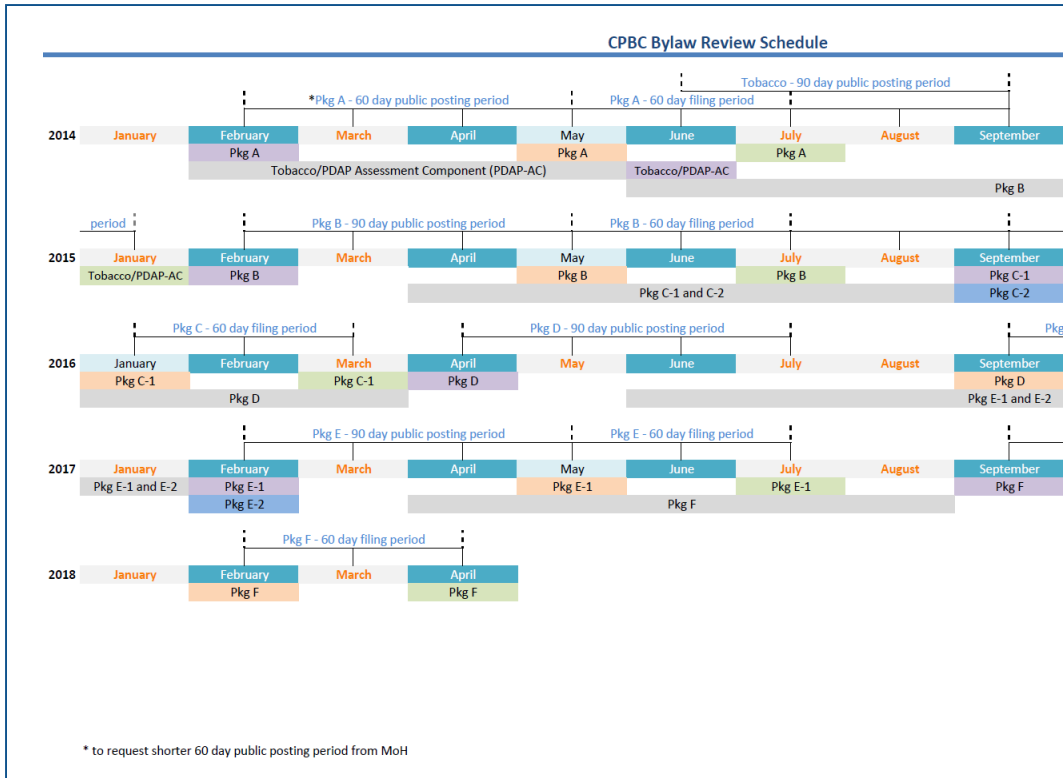 CPBC Bylaw Review Schedule
Tobacco - 90 day public posting period
*Pkg A - 60 day public posting period Pkg A - 60 day filing period
2014 January February March April May June July August September
Pkg A Pkg A Pkg A
Tobacco/PDAP Assessment Component (PDAP-AC) Tobacco/PDAP-AC
Pkg B
period Pkg B - 90 day public posting period Pkg B - 60 day filing period
2015 January February March April May June July August September
Tobacco/PDAP-AC Pkg B Pkg B Pkg B Pkg C-1
Pkg C-1 and C-2 Pkg C-2
Pkg C - 60 day filing period Pkg D - 90 day public posting period Pkg
2016 January February March April May June July August September
Pkg C-1 Pkg C-1 Pkg D Pkg D
Pkg D Pkg E-1 and E-2
Pkg E - 90 day public posting period Pkg E - 60 day filing period
2017 January February March April May June July August September
Pkg E-1 and E-2 Pkg E-1 Pkg E-1 Pkg E-1 Pkg F
Pkg E-2 Pkg F
Pkg F - 60 day filing period
2018 January February March April
Pkg F Pkg F
* to request shorter 60 day public posting period from MoH